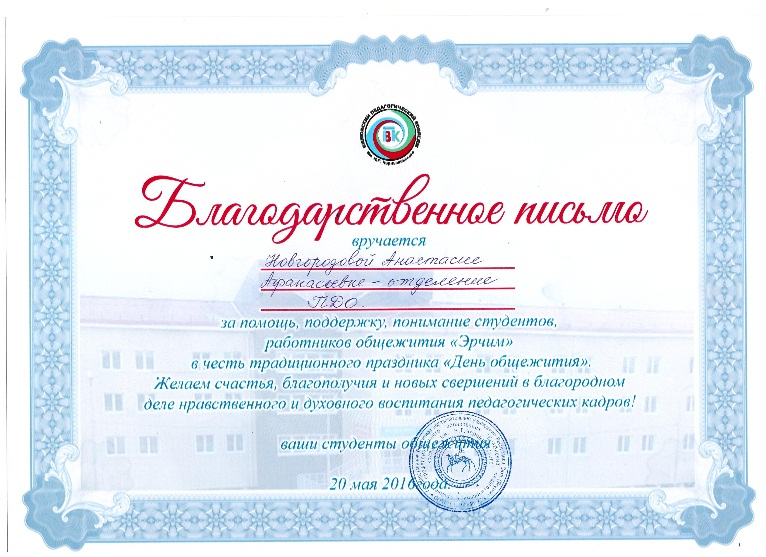 Благодарственное письмо
вручается
Новгородовой Анастасие
Афанасьевне – отделение
ПДО.
за помощь, поддержку, понимание студентов,
работников общежития «Эрчим»
в честь традиционного праздника «День общежития».
Желаем счастья, благополучия и новых свершений в благородном
деле нравственного и духовного воспитания педагогических кадров!
ваши студенты общежития
20 мая 2016 года.